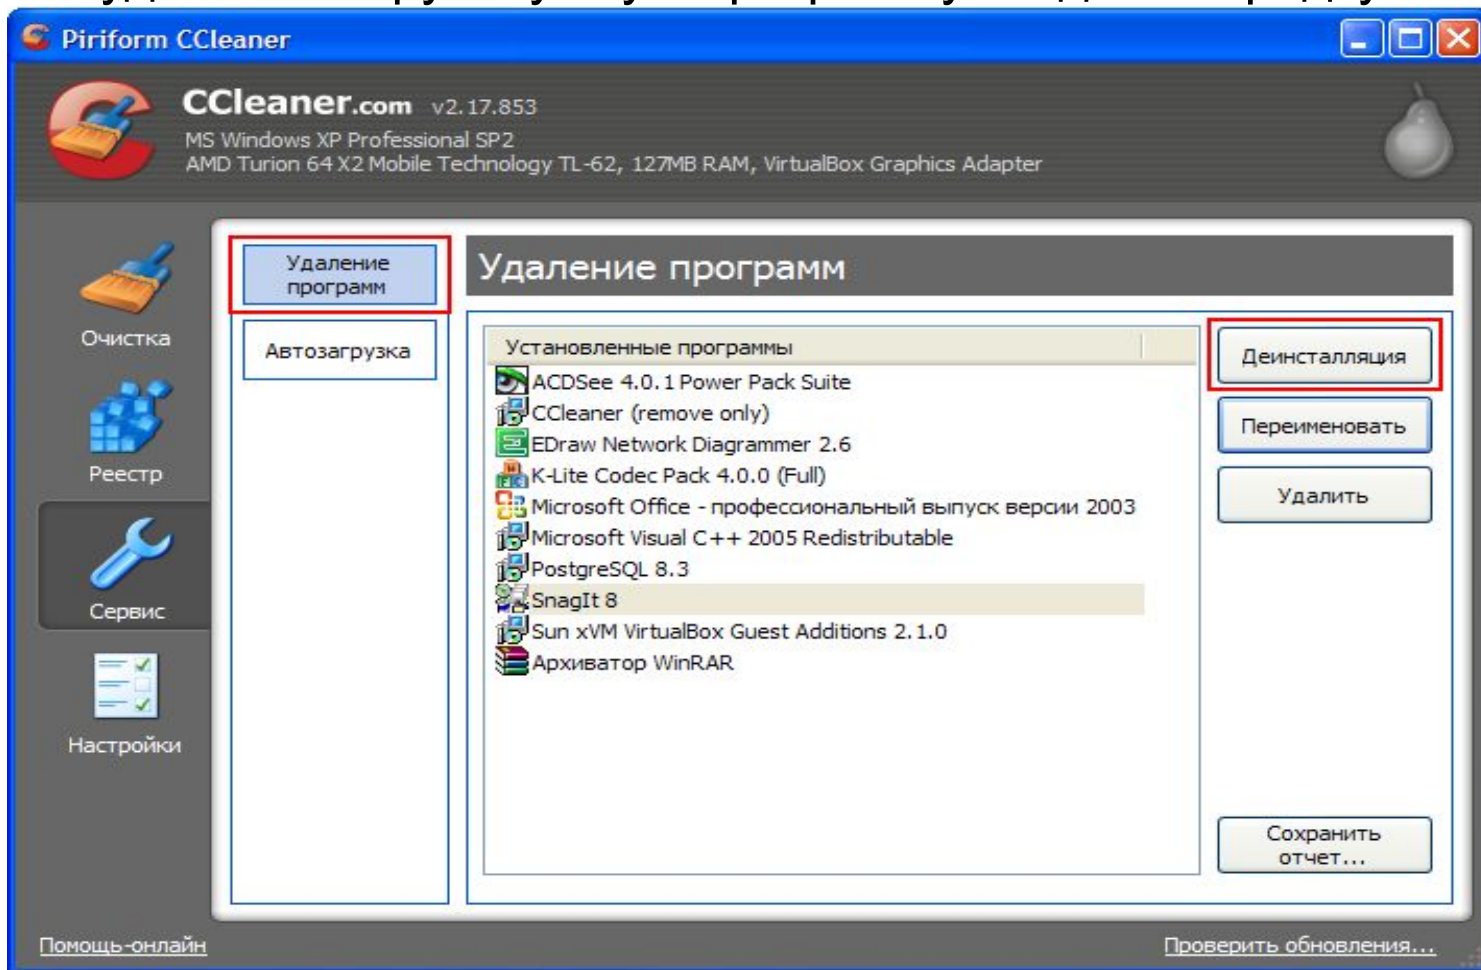 Piriform CCleaner
CCleaner.com v2.17.853
MS Windows XP Professional SP2
AMD Turion 64 X2 Mobile Technology TL-62, 127MB RAM, VirtualBox Graphics Adapter
Очистка
Реестр
Сервис
Настройки
Удаление
программ
Автозагрузка
Удаление программ
Установленные программы
ACDSee 4.0.1 Power Pack Suite
CCleaner (remove only)
EDraw Network Diagrammer 2.6
K-Lite Codec Pack 4.0.0 (Full)
Microsoft Office - профессиональный выпуск версии 2003
Microsoft Visual C++ 2005 Redistributable
PostgreSQL 8.3
SnagIt 8
Sun xVM VirtualBox Guest Additions 2.1.0
Архиватор WinRAR
Деинсталляция
Переименовать
Удалить
Сохранить
отчет...
Помощь-онлайн
Проверить обновления...